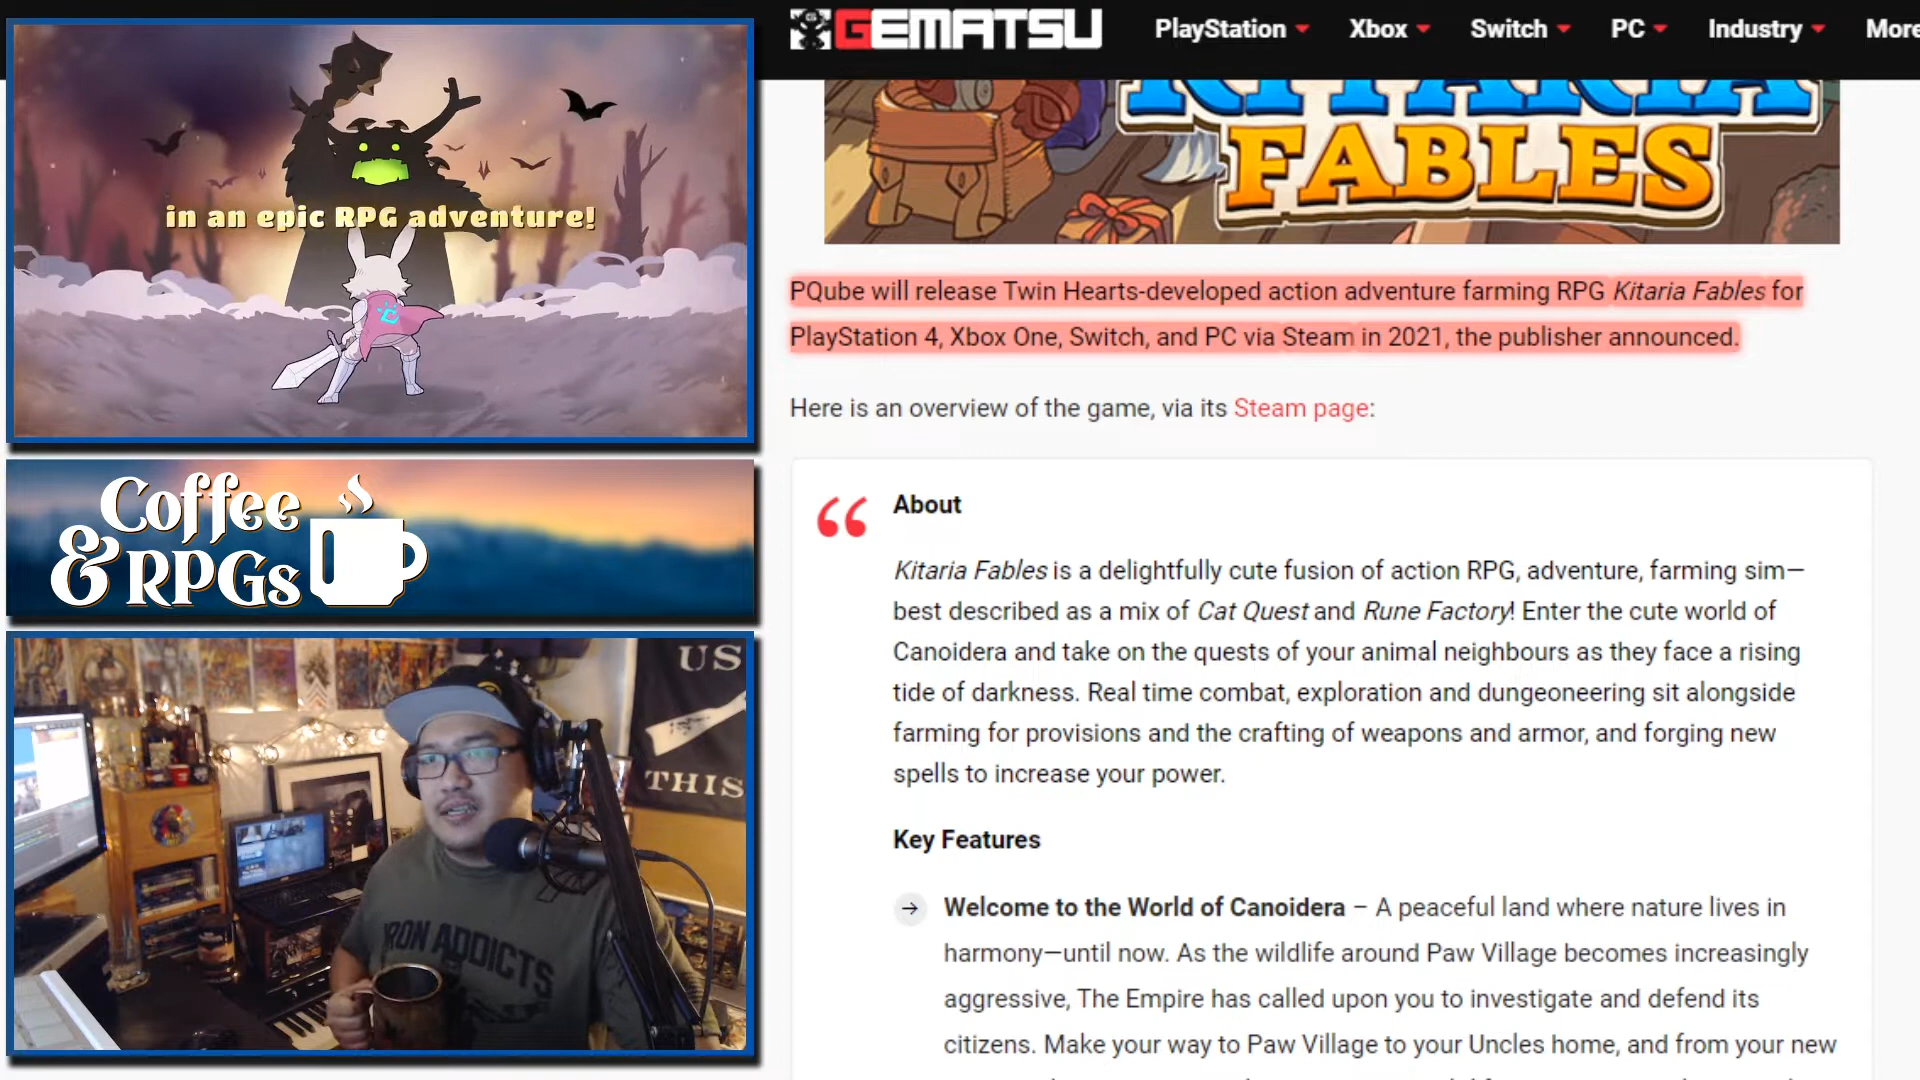 GEMATSU
PlayStation Xbox Switch PC Industry More
KITARIA
FABLES
in an epic RPG adventure!
PQube will release Twin Hearts-developed action adventure farming RPG Kitaria Fables for
PlayStation 4, Xbox One, Switch, and PC via Steam in 2021, the publisher announced.
Here is an overview of the game, via its Steam page:
Coffee
& RPGs
About
Kitaria Fables is a delightfully cute fusion of action RPG, adventure, farming sim—
best described as a mix of Cat Quest and Rune Factory! Enter the cute world of
Canoidera and take on the quests of your animal neighbours as they face a rising
tide of darkness. Real time combat, exploration and dungeoneering sit alongside
farming for provisions and the crafting of weapons and armor, and forging new
spells to increase your power.
Key Features
Welcome to the World of Canoidera – A peaceful land where nature lives in
harmony—until now. As the wildlife around Paw Village becomes increasingly
aggressive, The Empire has called upon you to investigate and defend its
citizens. Make your way to Paw Village to your Uncles home, and from your new
US
THIS
IRON ADDICTS